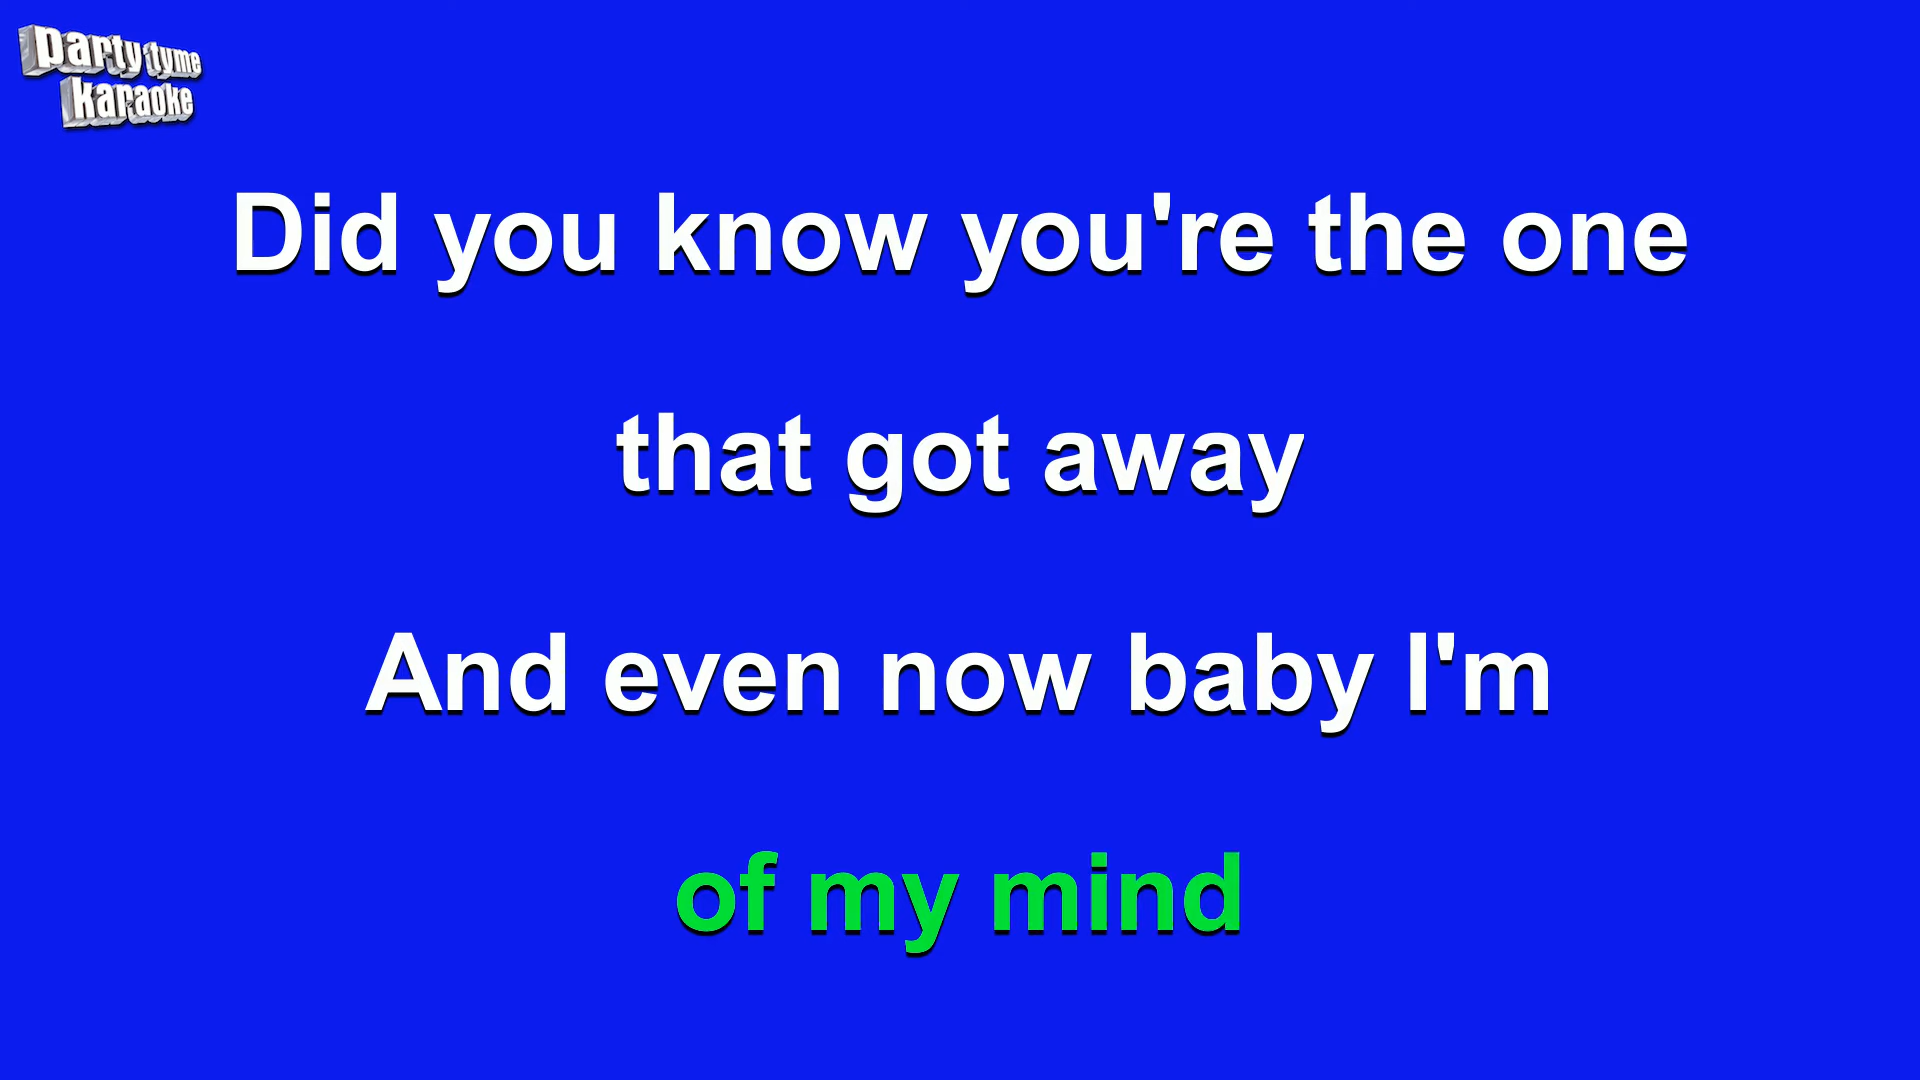 party tyme
karaoke
Did you know you're the one
that got away
And even now baby I'm
of my mind